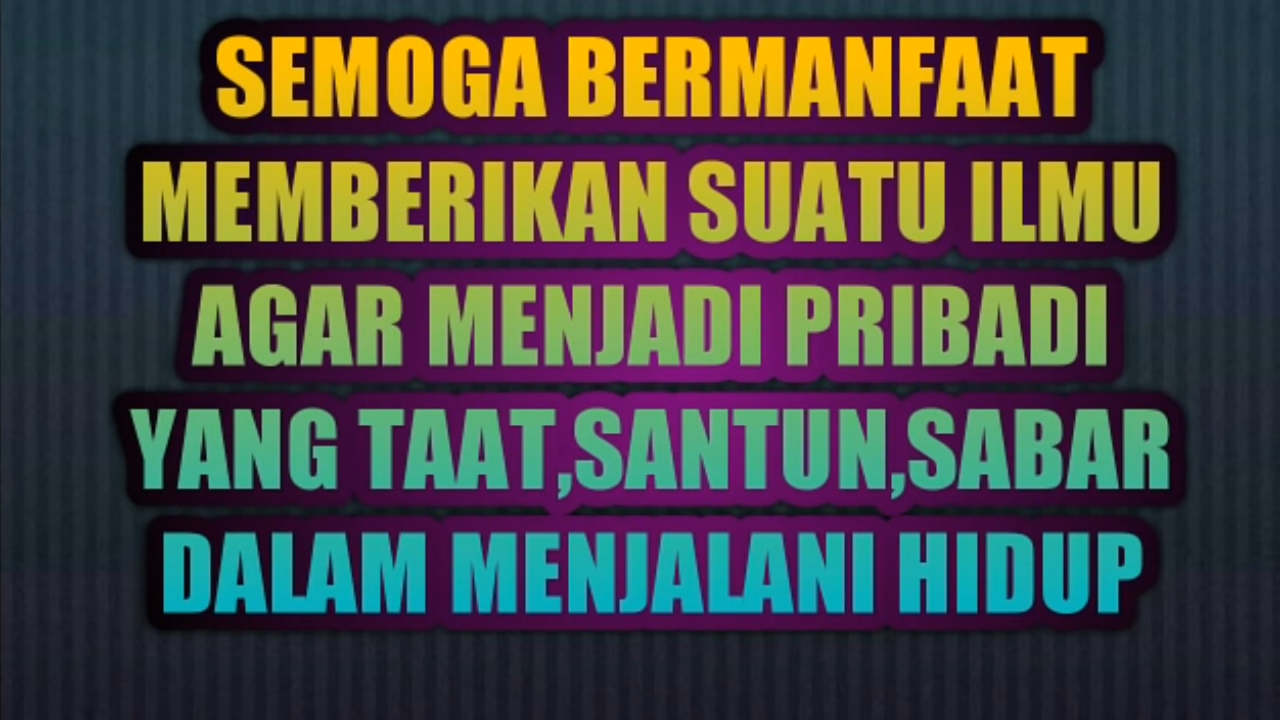 SEMOGA BERMANFAAT
MEMBERIKAN SUATU ILMU
AGAR MENJADI PRIBADI
YANG TAAT,SANTUN,SABAR
DALAM MENJALANI HIDUP